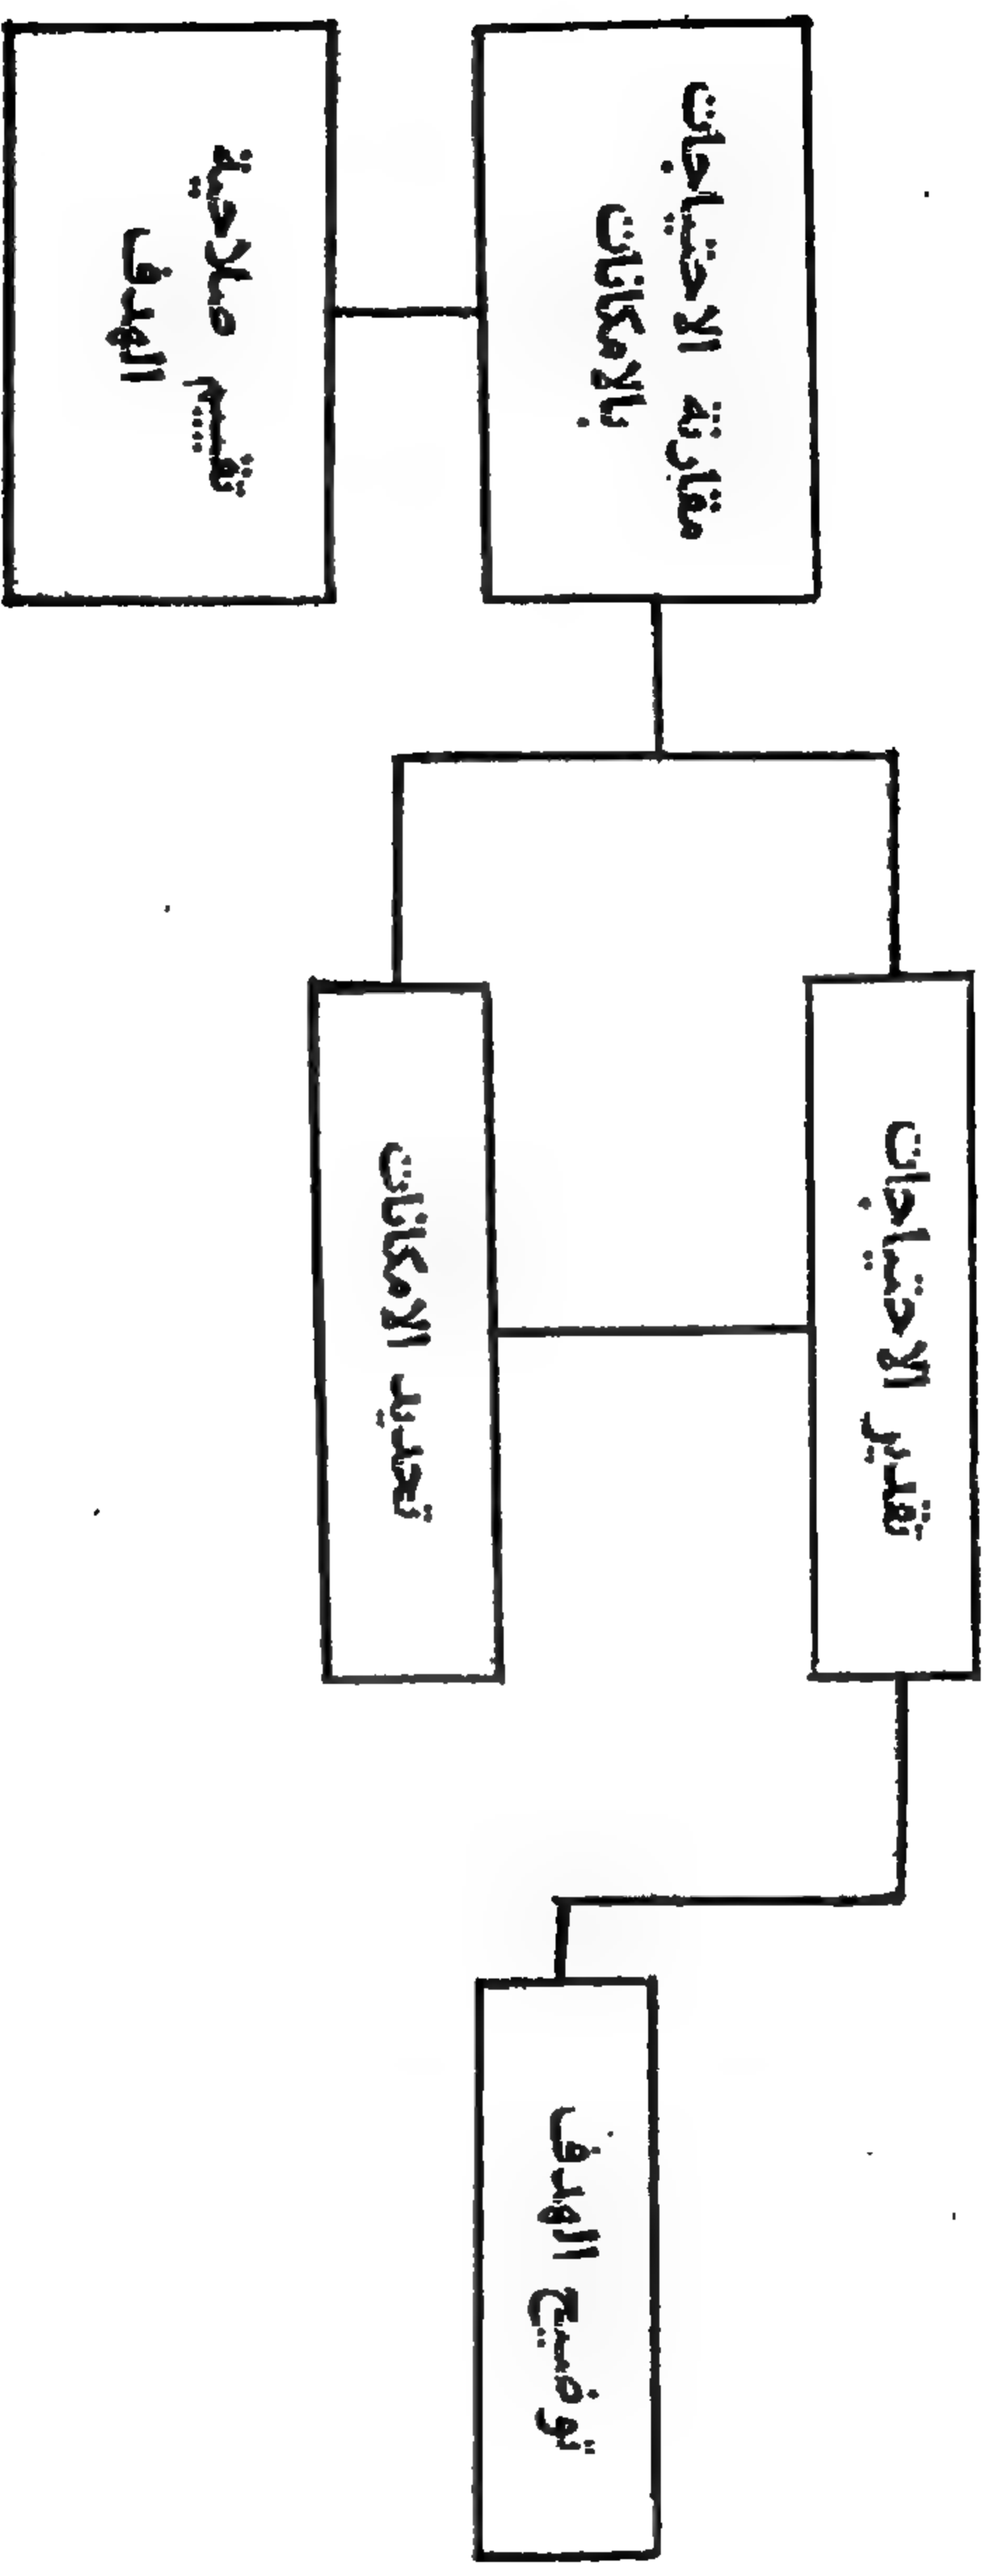 توضيح الهدف
تقدير الاحتياجات
تحديد الامكانات
مقارنة الاحتياجات
بالامكانات
تقييم صلاحية
الهدف